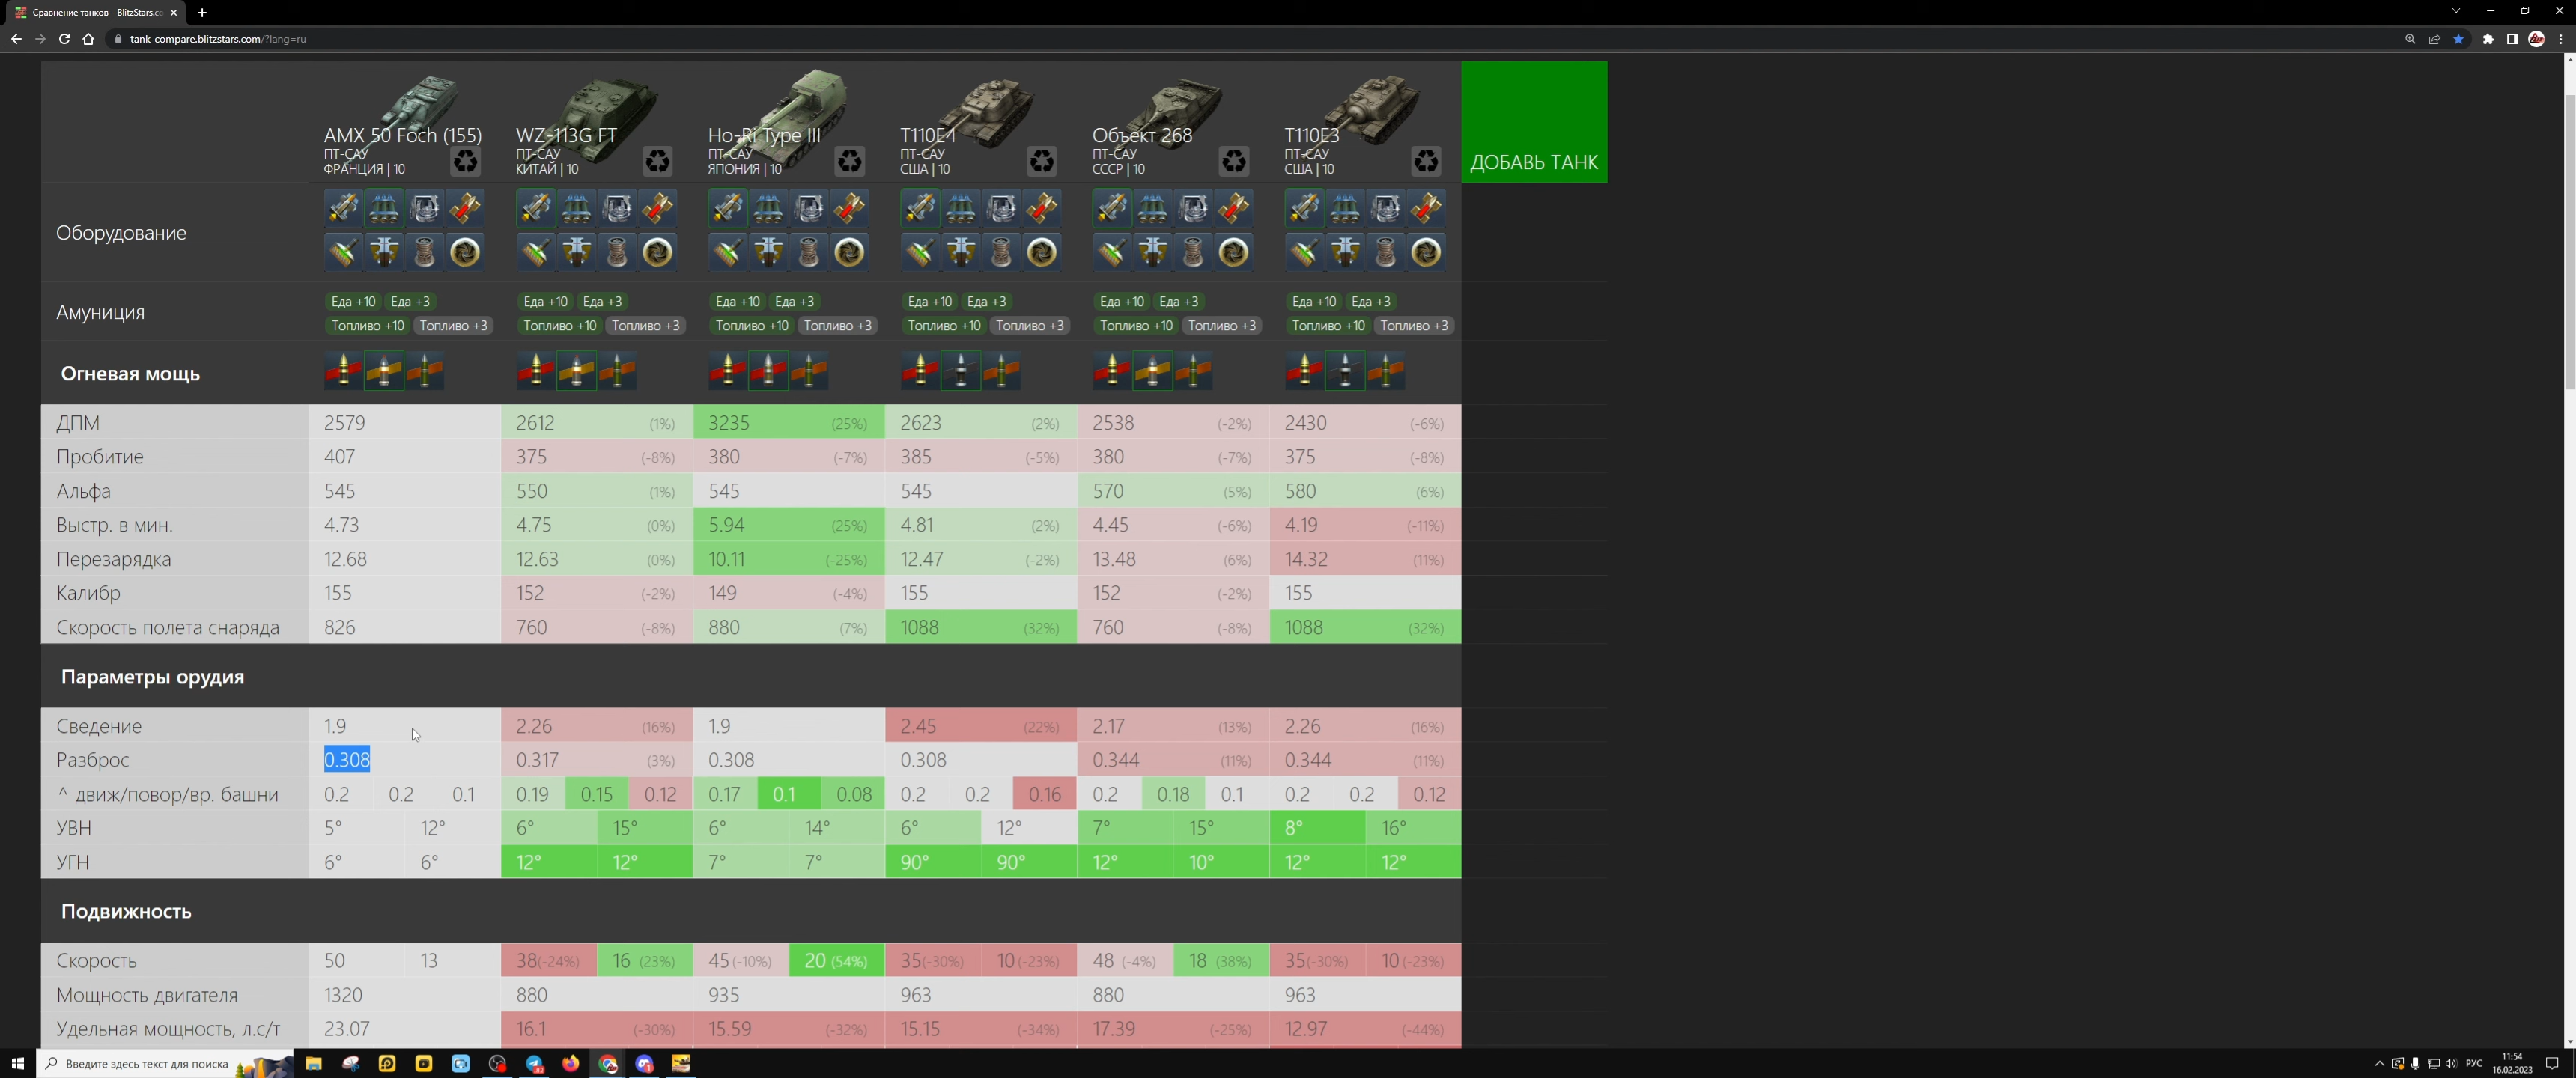 Сравнение танков - BlitzStars.co
tank-compare.blitzstars.com/?lang=ru
AMX 50 Foch (155) WZ-113G FT Ho-Ri Type III T110E4 Объект 268 T110E3
ПТ-САУ ПТ-САУ ПТ-САУ ПТ-САУ ПТ-САУ ПТ-САУ ДОБАВЬ ТАНК
ФРАНЦИЯ | 10 КИТАЙ | 10 ЯПОНИЯ | 10 США | 10 СССР | 10 США | 10
Оборудование
Еда +10 Еда +3 Еда +10 Еда +3 Еда +10 Еда +3 Еда +10 Еда +3 Еда +10 Еда +3 Еда +10 Еда +3
Амуниция
Топливо +10 Топливо +3 Топливо +10 Топливо +3 Топливо +10 Топливо +3 Топливо +10 Топливо +3 Топливо +10 Топливо +3 Топливо +10 Топливо +3
Огневая мощь
ДПМ 2579 2612 (1%) 3235 (25%) 2623 (2%) 2538 (-2%) 2430 (-6%)
Пробитие 407 375 (-8%) 380 (-7%) 385 (-5%) 380 (-7%) 375 (-8%)
Альфа 545 550 (1%) 545 545 570 (5%) 580 (6%)
Выстр. в мин. 4.73 4.75 (0%) 5.94 (25%) 4.81 (2%) 4.45 (-6%) 4.19 (-11%)
Перезарядка 12.68 12.63 (0%) 10.11 (-25%) 12.47 (-2%) 13.48 (6%) 14.32 (11%)
Калибр 155 152 (-2%) 149 (-4%) 155 152 (-2%) 155
Скорость полета снаряда 826 760 (-8%) 880 (7%) 1088 (32%) 760 (-8%) 1088 (32%)
Параметры орудия
Сведение 1.9 2.26 (16%) 1.9 2.45 (22%) 2.17 (13%) 2.26 (16%)
Разброс 0.308 0.317 (3%) 0.308 0.308 0.344 (11%) 0.344 (11%)
^ движ/повор/вр. башни 0.2 0.2 0.1 0.19 0.15 0.12 0.17 0.1 0.08 0.2 0.2 0.16 0.2 0.18 0.1 0.2 0.2 0.12
УВН 5° 12° 6° 15° 6° 14° 6° 12° 7° 15° 8° 16°
УГН 6° 6° 12° 12° 7° 7° 90° 90° 12° 10° 12° 12°
Подвижность
Скорость 50 13 38(-24%) 16 (23%) 45 (-10%) 20 (54%) 35(-30%) 10 (-23%) 48 (-4%) 18 (38%) 35(-30%) 10 (-23%)
Мощность двигателя 1320 880 935 963 880 963
Удельная мощность, л.с/т 23.07 16.1 (-30%) 15.59 (-32%) 15.15 (-34%) 17.39 (-25%) 12.97 (-44%)
Введите здесь текст для поиска
РУС
11:54
16.02.2023